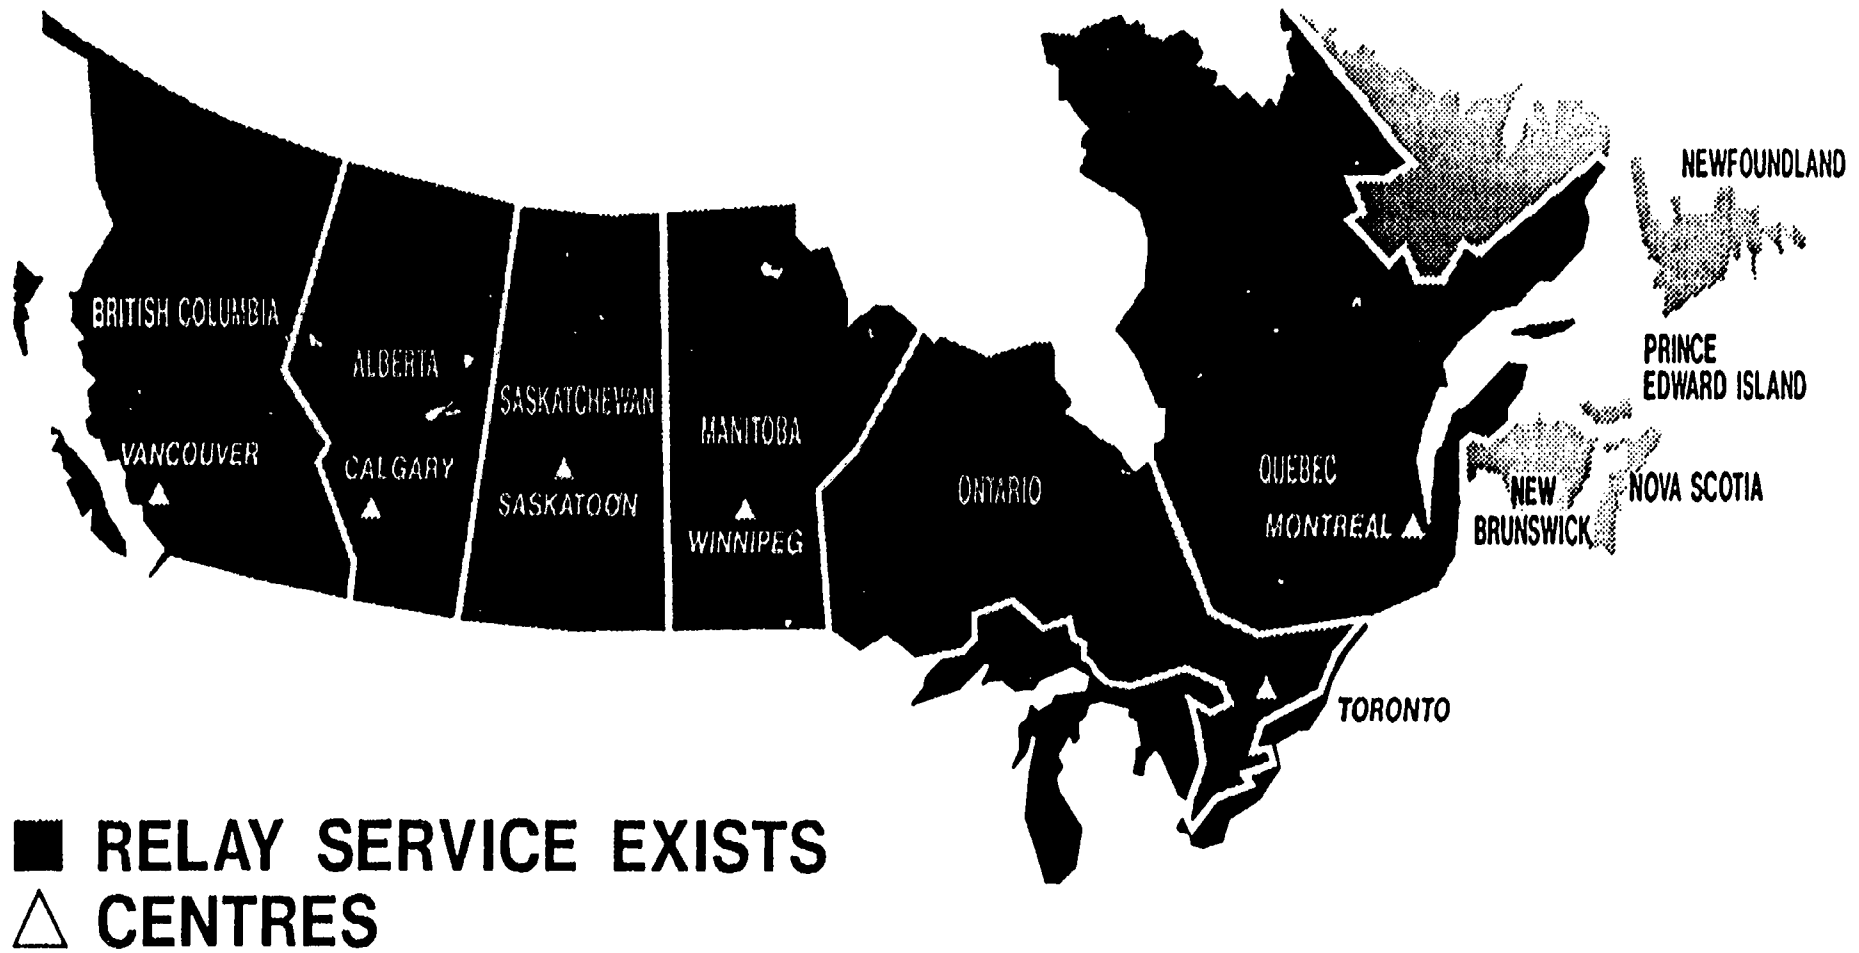 NEWFOUNDLAND
BRITISH COLUMBIA
PRINCE
EDWARD ISLAND
ALBERTA
SASKATCHEWAN
MANITOBA
VANCOUVER
CALGARY
QUEBEC
ONTARIO
NEW
BRUNSWICK
NOVA SCOTIA
SASKATOON
MONTREAL
WINNIPEG
TORONTO
RELAY SERVICE EXISTS
CENTRES